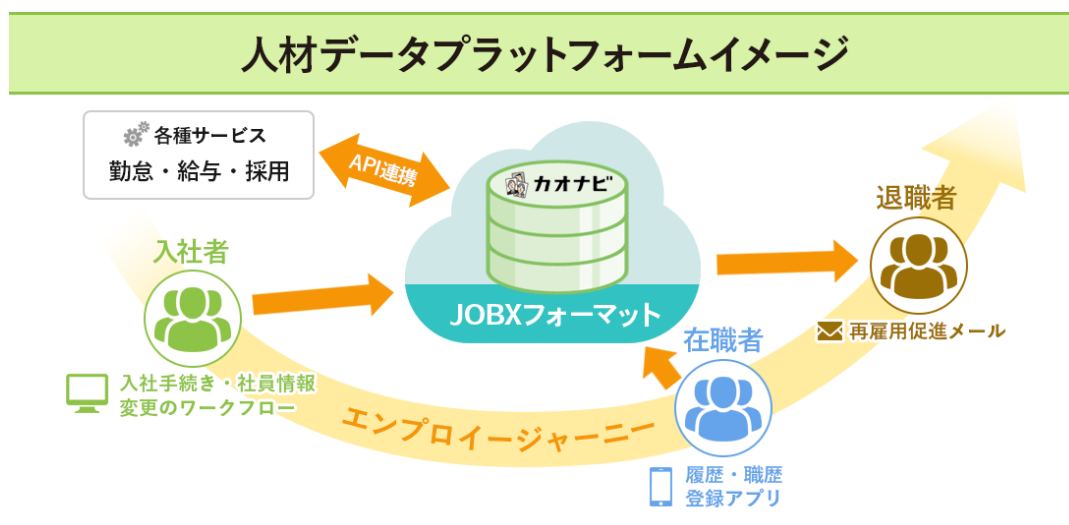 人材データプラットフォームイメージ
各種サービス
勤怠・給与・採用
API連携
カオナビ
JOBXフォーマット
入社者
入社手続き・社員情報
変更のワークフロー
エンプロイージャーニー
在職者
履歴・職歴
登録アプリ
退職者
再雇用促進メール